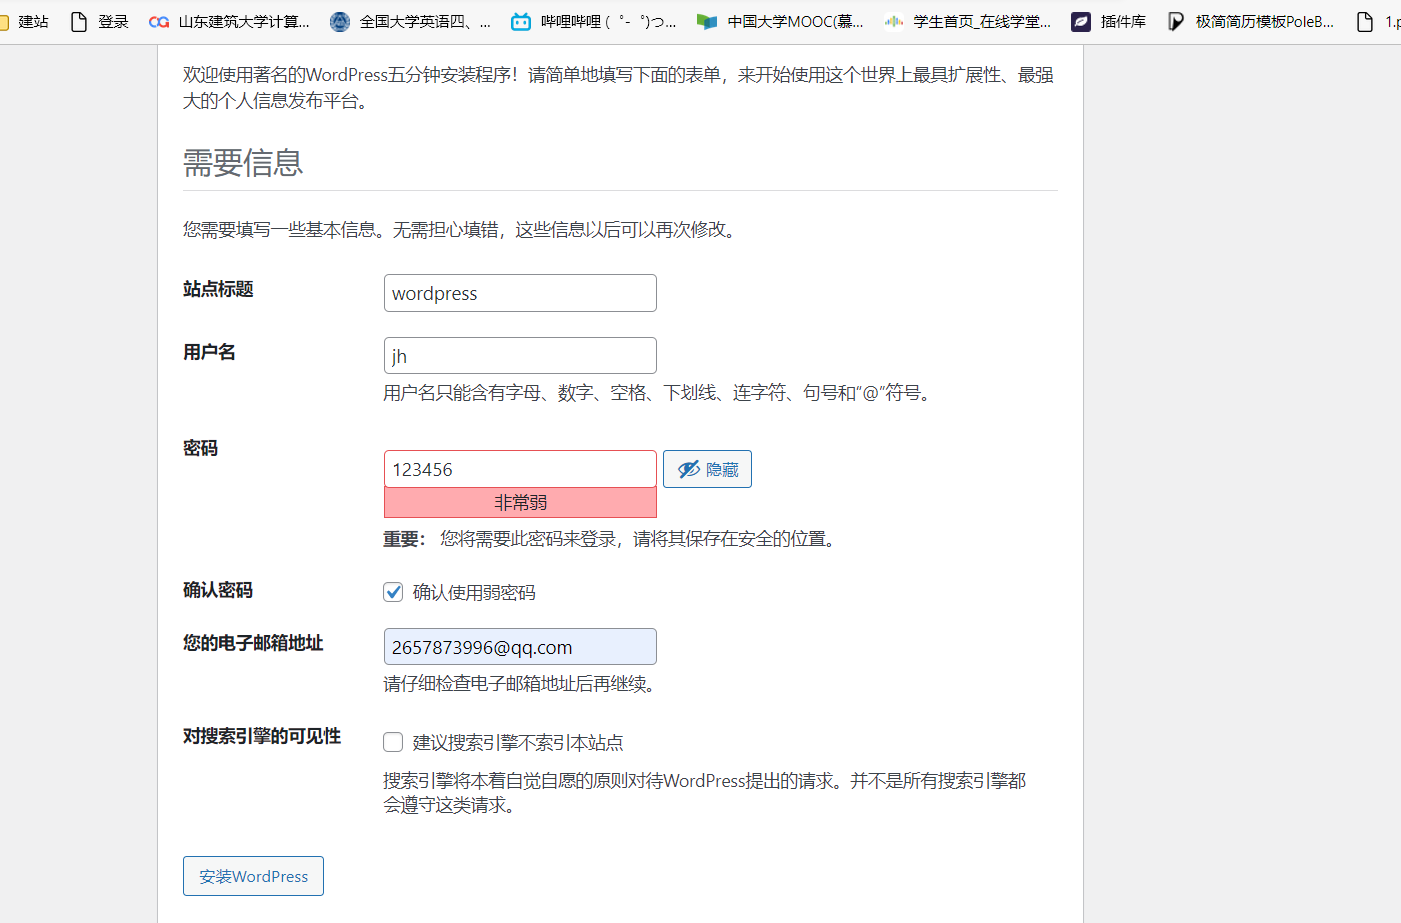 建站 登录 山东建筑大学计算... 全国大学英语四、... 哔哩哔哩 (゜-゜)つ... 中国大学MOOC(慕... 学生首页_在线学堂... 插件库 极简简历模板PoleB... 1.p
欢迎使用著名的WordPress五分钟安装程序！请简单地填写下面的表单，来开始使用这个世界上最具扩展性、最强
大的个人信息发布平台。
需要信息
您需要填写一些基本信息。无需担心填错，这些信息以后可以再次修改。
站点标题 wordpress
用户名 jh
用户名只能含有字母、数字、空格、下划线、连字符、句号和“@”符号。
密码
123456 隐藏
非常弱
重要： 您将需要此密码来登录，请将其保存在安全的位置。
确认密码 确认使用弱密码
您的电子邮箱地址 2657873996@qq.com
请仔细检查电子邮箱地址后再继续。
对搜索引擎的可见性 建议搜索引擎不索引本站点
搜索引擎将本着自觉自愿的原则对待WordPress提出的请求。并不是所有搜索引擎都
会遵守这类请求。
安装WordPress